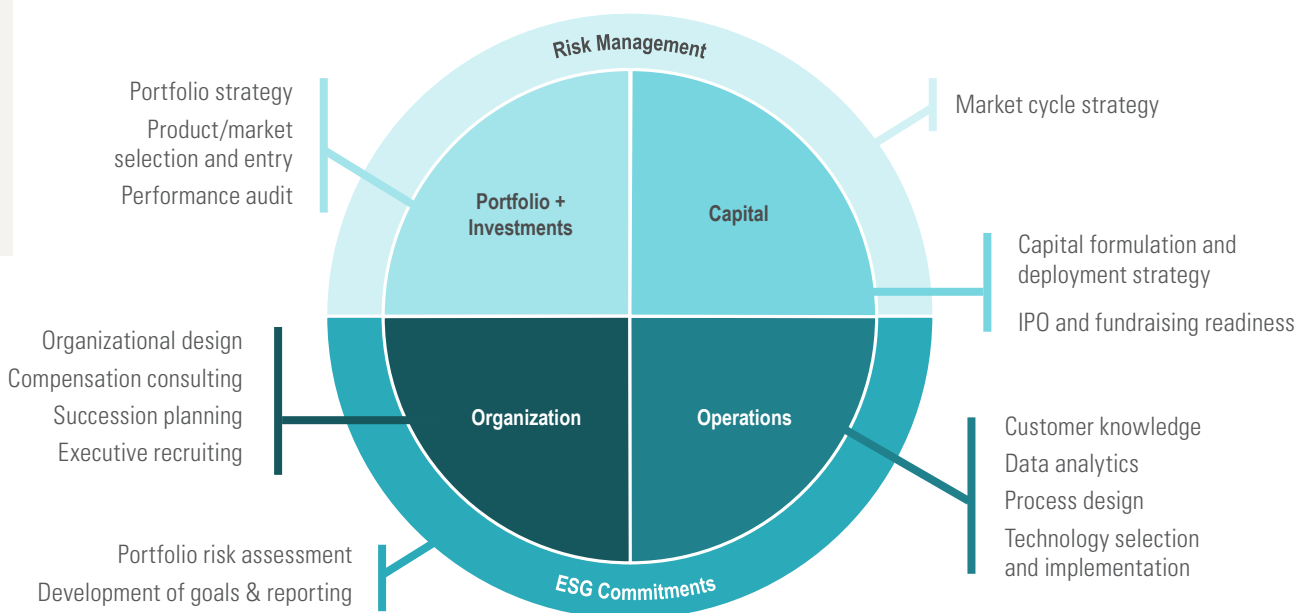 Risk Management
Portfolio strategy
Product/market
selection and entry
Performance audit
Market cycle strategy
Portfolio +
Investments
Capital
Capital formulation and
deployment strategy
IPO and fundraising readiness
Organizational design
Compensation consulting
Succession planning
Executive recruiting
Organization
Operations
Customer knowledge
Data analytics
Process design
Technology selection
and implementation
Portfolio risk assessment
Development of goals & reporting
ESG Commitments